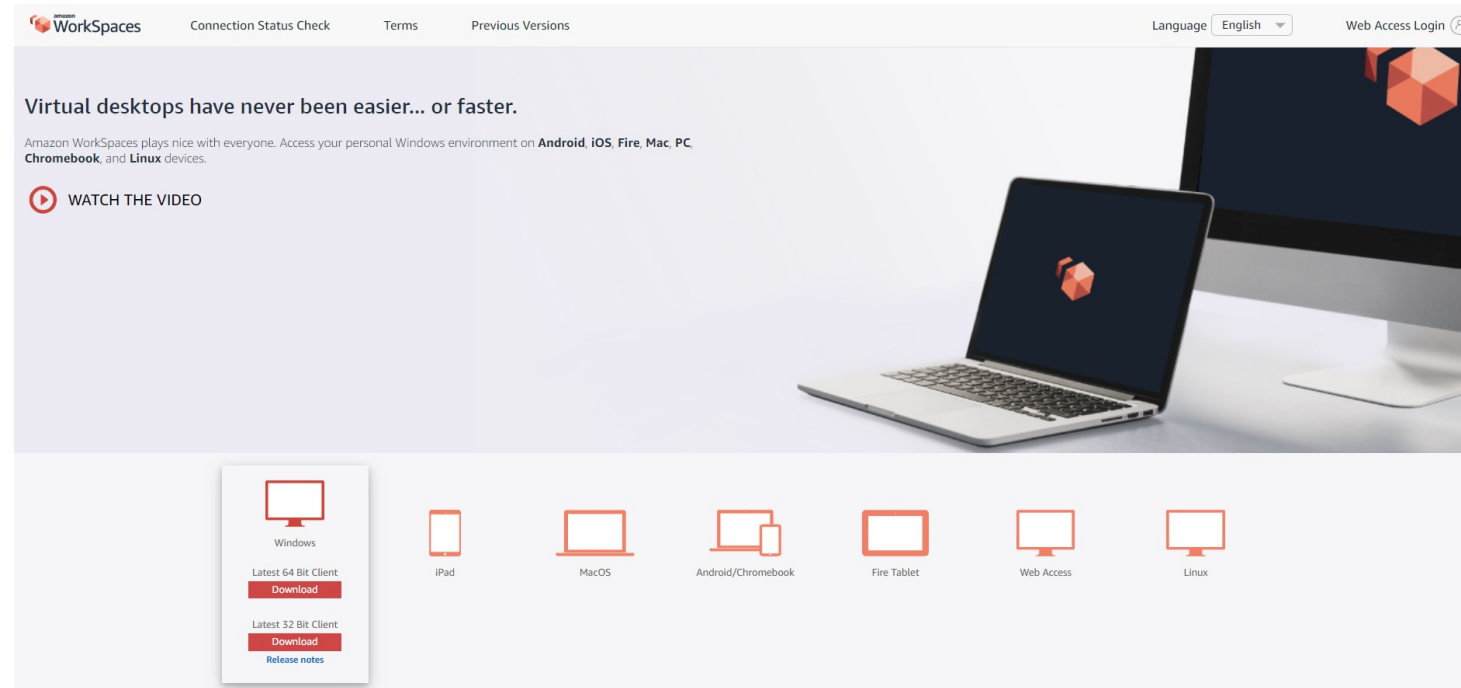 amazon
WorkSpaces
Connection Status Check
Terms
Previous Versions
Language
English
Web Access Login
Virtual desktops have never been easier... or faster.
Amazon WorkSpaces plays nice with everyone. Access your personal Windows environment on Android, iOS, Fire, Mac, PC,
Chromebook, and Linux devices.
WATCH THE VIDEO
Windows
Latest 64 Bit Client
Download
Latest 32 Bit Client
Download
Release notes
iPad
MacOS
Android/Chromebook
Fire Tablet
Web Access
Linux